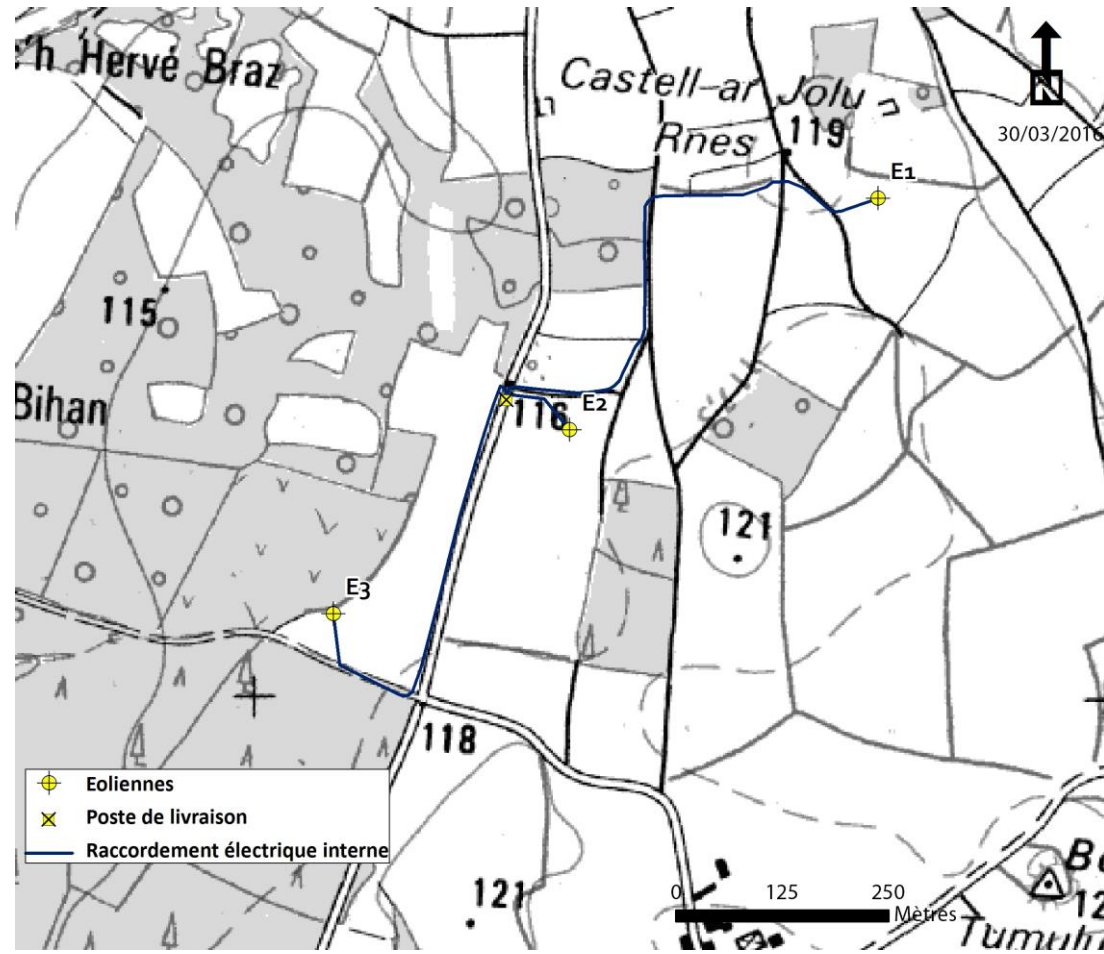 'h Hervé Braz
Castell-ar Jolu
Rnes
119
N
30/03/2016
E1
115
Bihan
116
E2
121
E3
118
Eoliennes
Poste de livraison
Raccordement électrique interne
121
0 125 250
Mètres
Tumulu